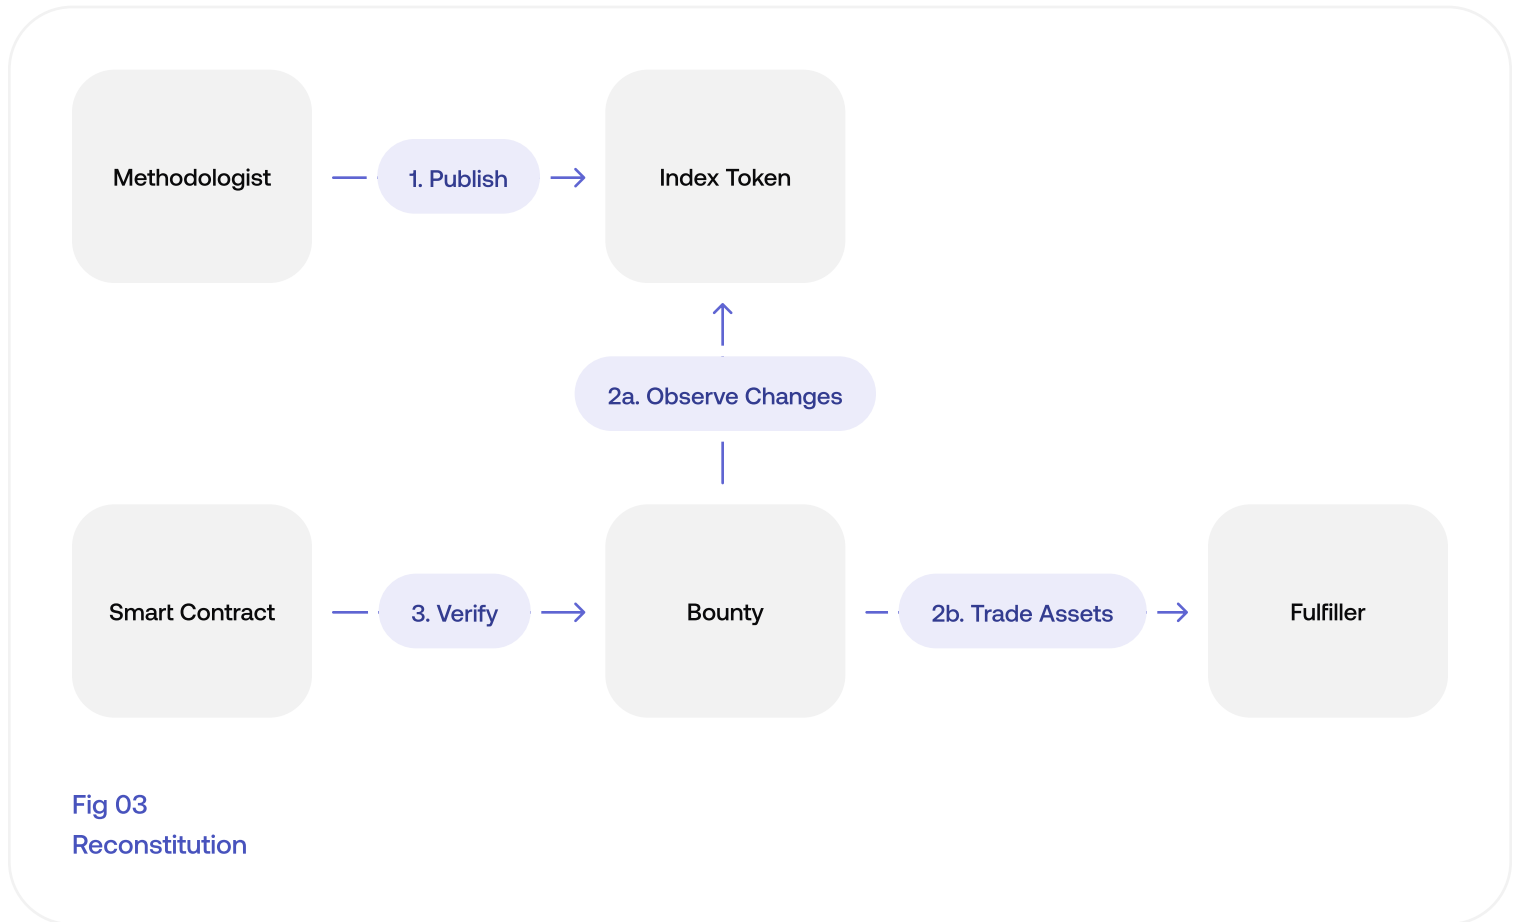 Methodologist
1. Publish
Index Token
2a. Observe Changes
Smart Contract
3. Verify
Bounty
2b. Trade Assets
Fulfiller
Fig 03
Reconstitution